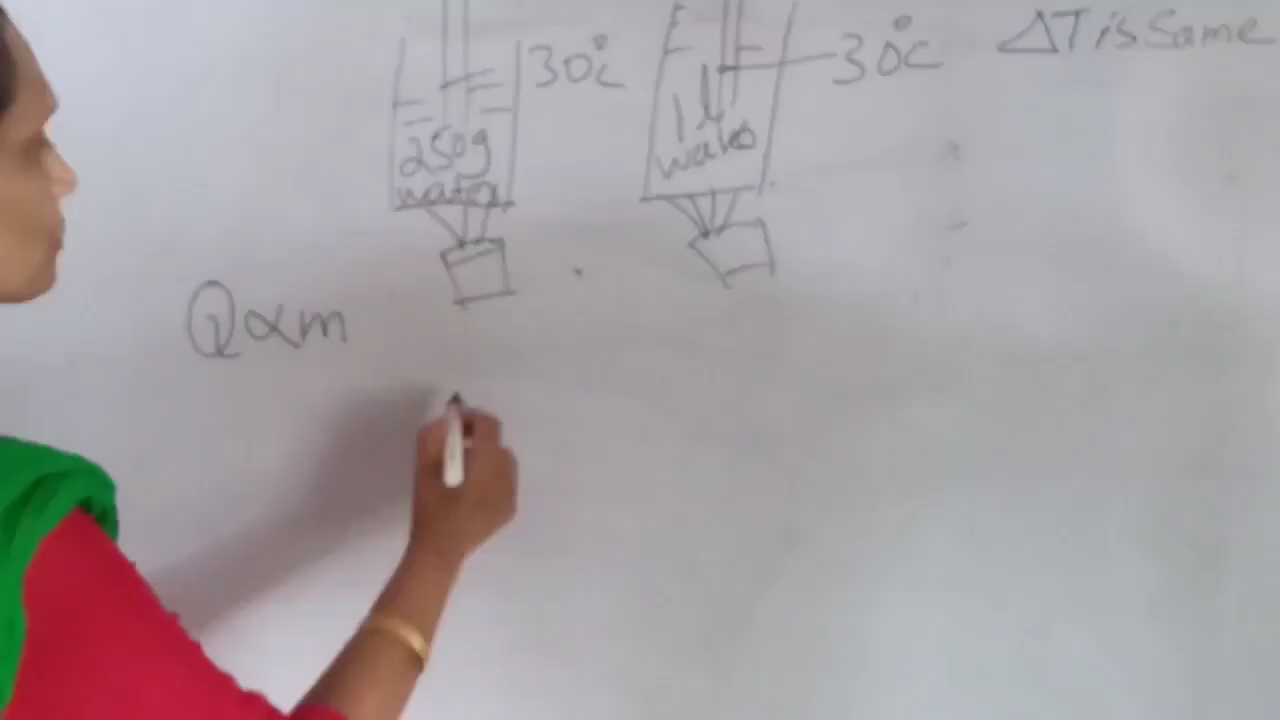 30°c
30°c
ΔT is Same
250g
water
1l
water
Q∝m